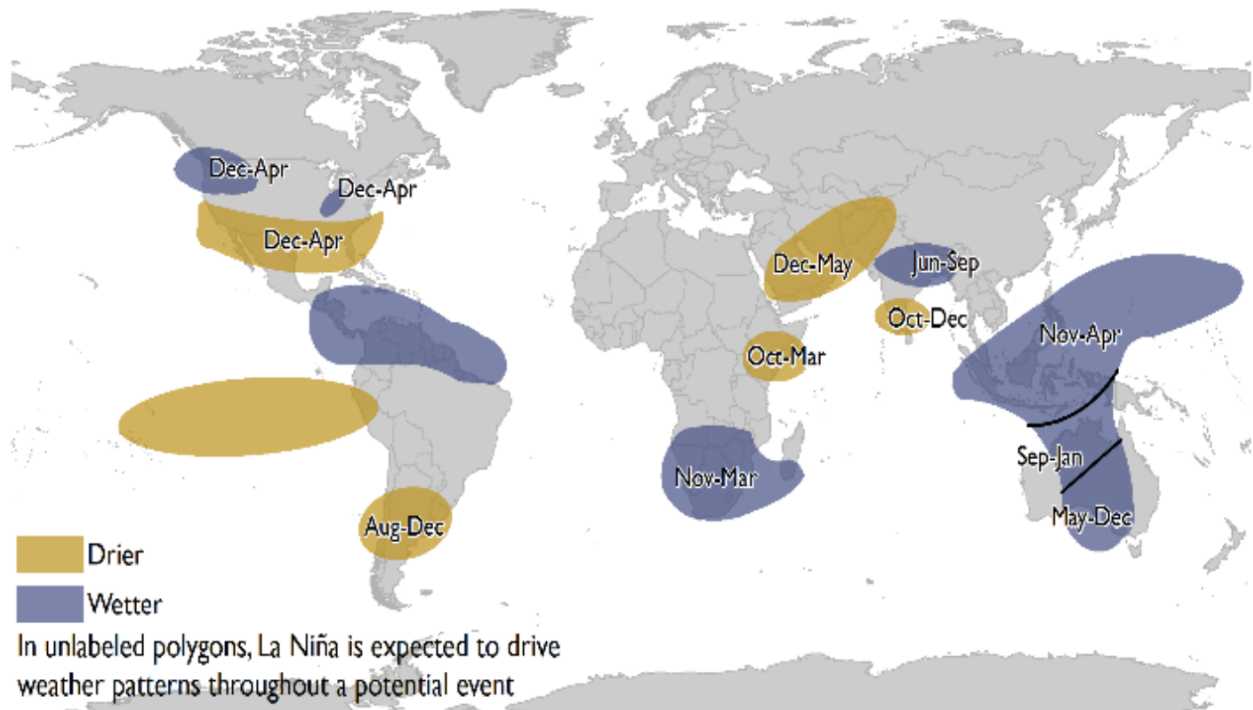 Dec-Apr
Dec-Apr
Dec-Apr
Dec-May
Jun-Sep
Oct-Dec
Nov-Apr
Oct-Mar
Sep-Jan
Nov-Mar
May-Dec
Aug-Dec
Drier
Wetter
In unlabeled polygons, La Niña is expected to drive
weather patterns throughout a potential event